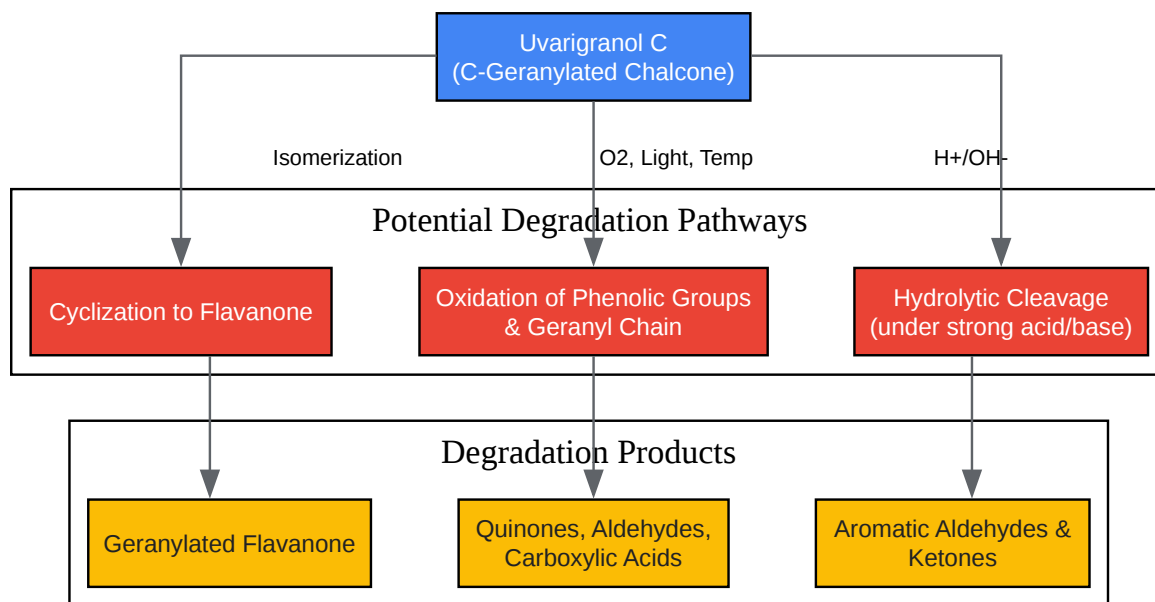 Uvarigranol C
(C-Geranylated Chalcone)
Isomerization
O2, Light, Temp
H+/OH-
Potential Degradation Pathways
Cyclization to Flavanone
Oxidation of Phenolic Groups
& Geranyl Chain
Hydrolytic Cleavage
(under strong acid/base)
Degradation Products
Geranylated Flavanone
Quinones, Aldehydes,
Carboxylic Acids
Aromatic Aldehydes &
Ketones